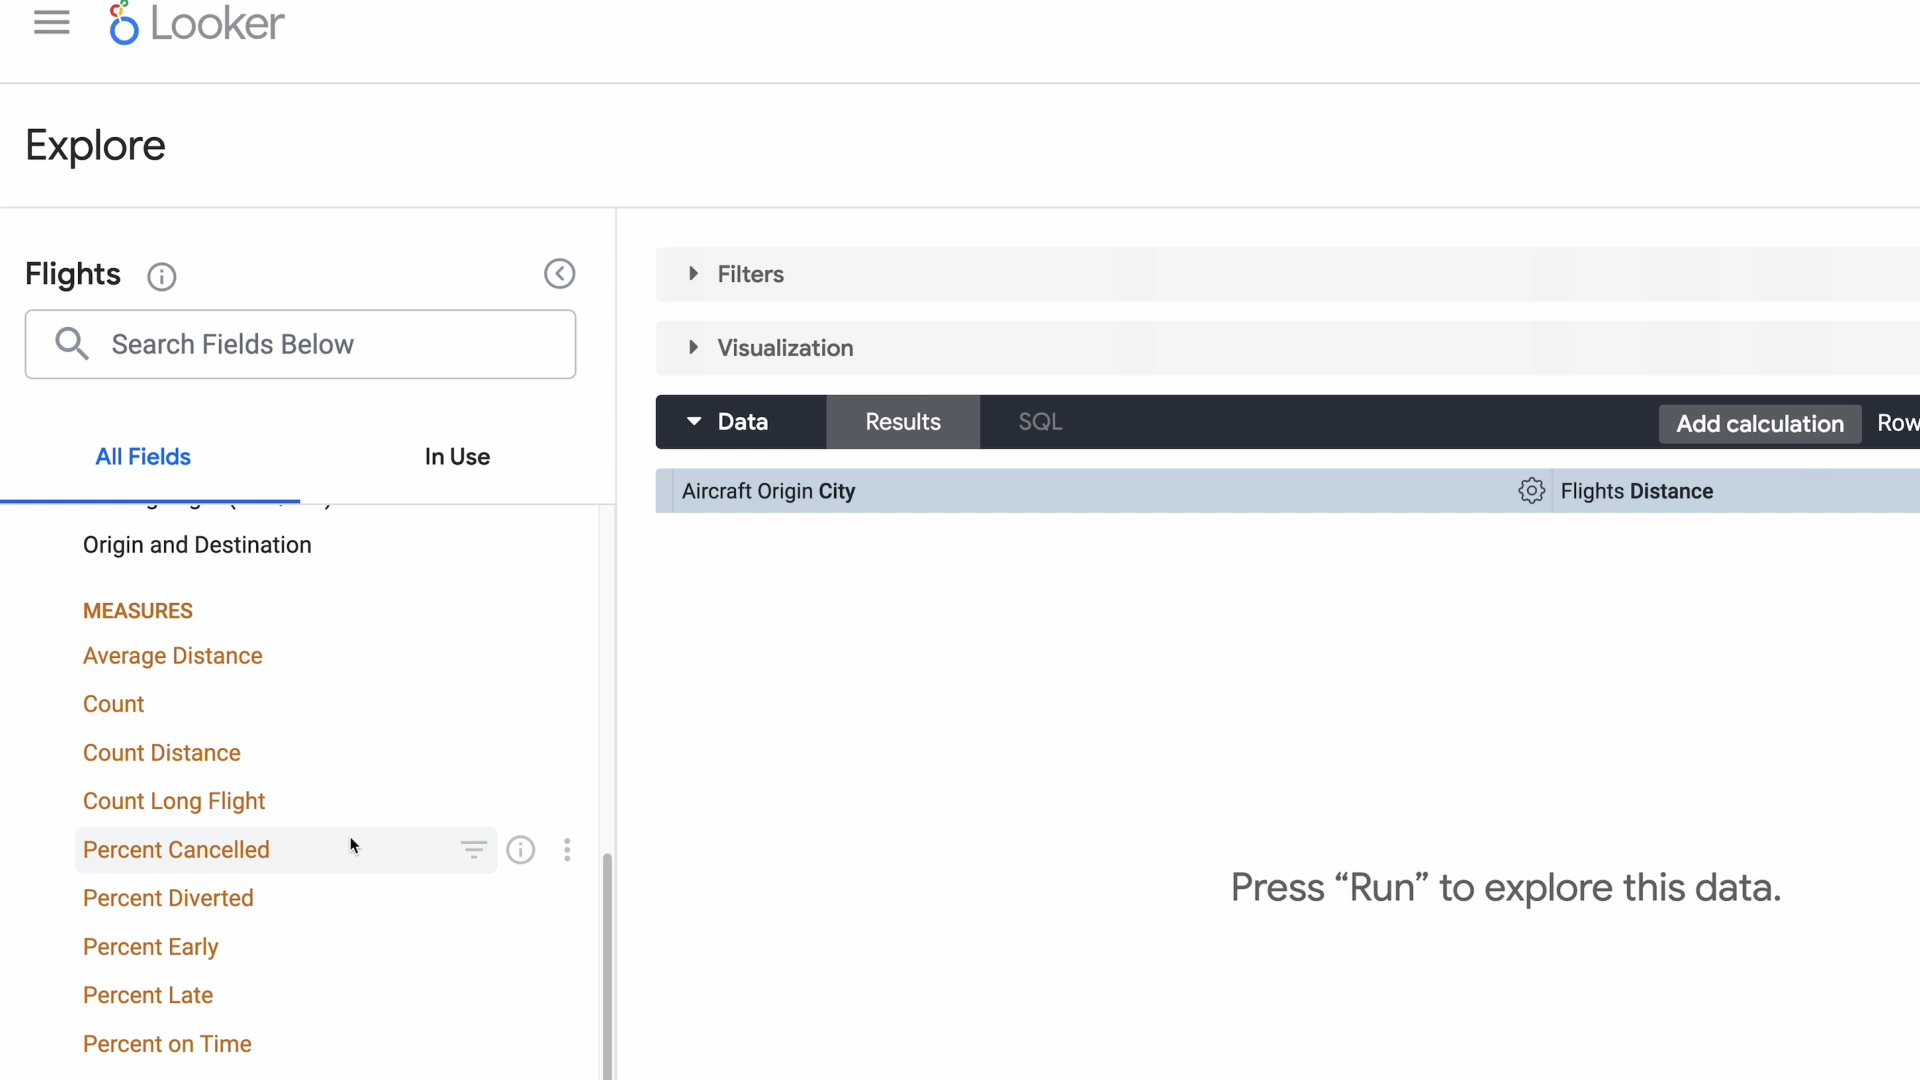 Looker
Explore
Flights
Search Fields Below
All Fields
In Use
Origin and Destination
MEASURES
Average Distance
Count
Count Distance
Count Long Flight
Percent Cancelled
Percent Diverted
Percent Early
Percent Late
Percent on Time
Filters
Visualization
Data Results SQL Add calculation Row
Aircraft Origin City Flights Distance
Press “Run” to explore this data.